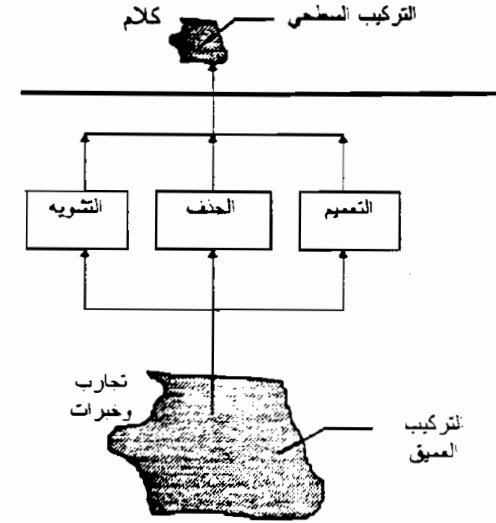 التركيب السطحي
كلام
التعميم
الحذف
التشويه
تجارب
وخبرات
التركيب
العميق